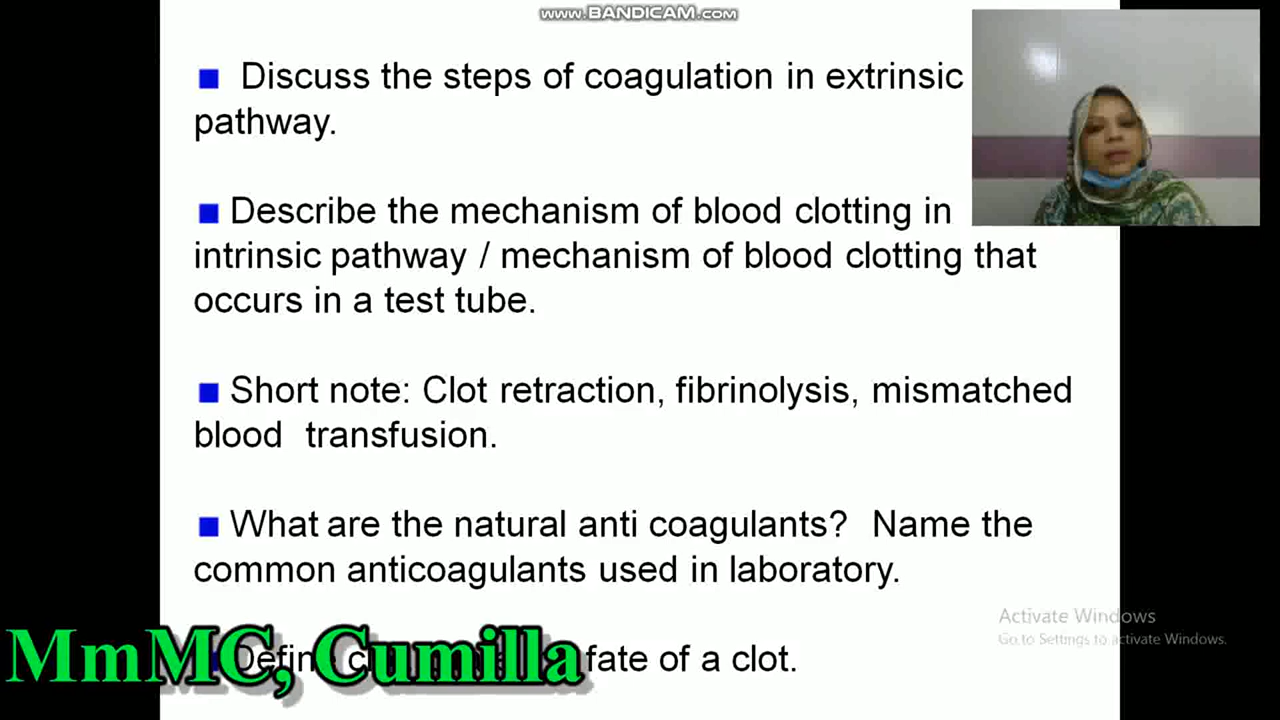 www.BANDICAM.com
■ Discuss the steps of coagulation in extrinsic
pathway.
■ Describe the mechanism of blood clotting in
intrinsic pathway / mechanism of blood clotting that
occurs in a test tube.
■ Short note: Clot retraction, fibrinolysis, mismatched
blood transfusion.
■ What are the natural anti coagulants? Name the
common anticoagulants used in laboratory.
Define fate of a clot.
MmMC, Cumilla
Activate Windows
Go to Settings to activate Windows.